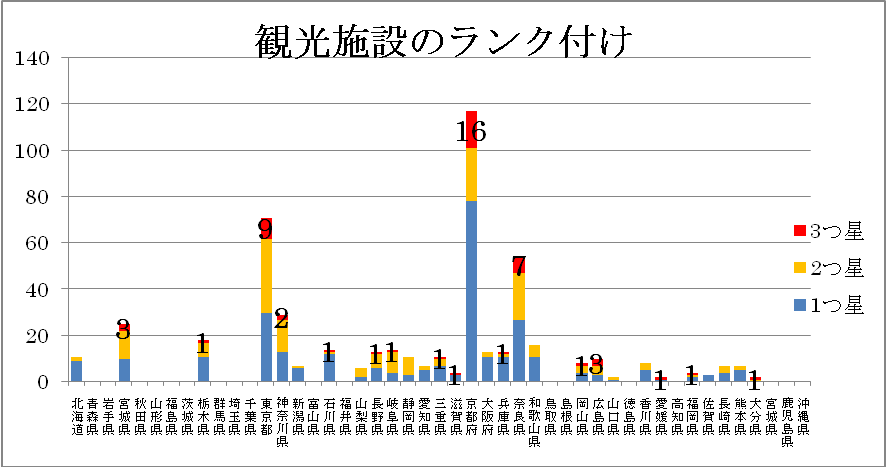 観光施設のランク付け
140
120
100
80
60
40
20
0
3
1
9
2
1
1
1
1
1
16
1
7
1
3
1
1
1
3つ星
2つ星
1つ星
北海道
青森県
岩手県
宮城県
秋田県
山形県
福島県
茨城県
栃木県
群馬県
埼玉県
千葉県
東京都
神奈川県
新潟県
富山県
石川県
福井県
山梨県
長野県
岐阜県
静岡県
愛知県
三重県
滋賀県
京都府
大阪府
兵庫県
奈良県
和歌山県
鳥取県
島根県
岡山県
広島県
山口県
徳島県
香川県
愛媛県
高知県
福岡県
佐賀県
長崎県
熊本県
大分県
宮城県
鹿児島県
沖縄県